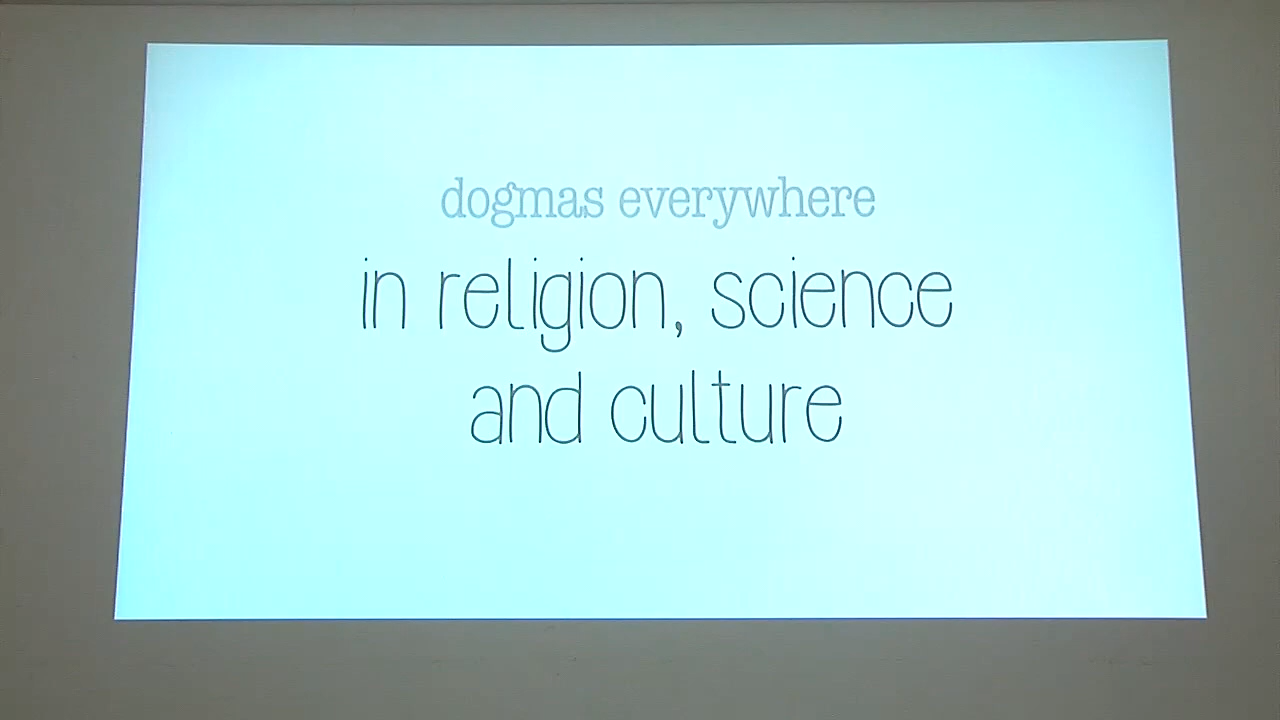 dogmas everywhere
in religion, science
and culture